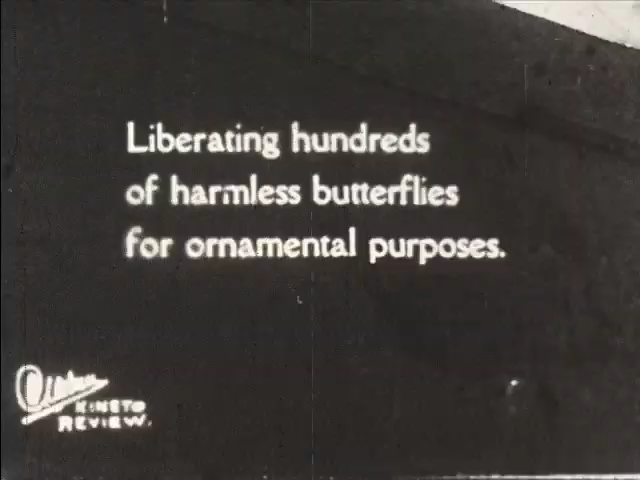 Liberating hundreds
of harmless butterflies
for ornamental purposes.
KINETO
REVIEW.